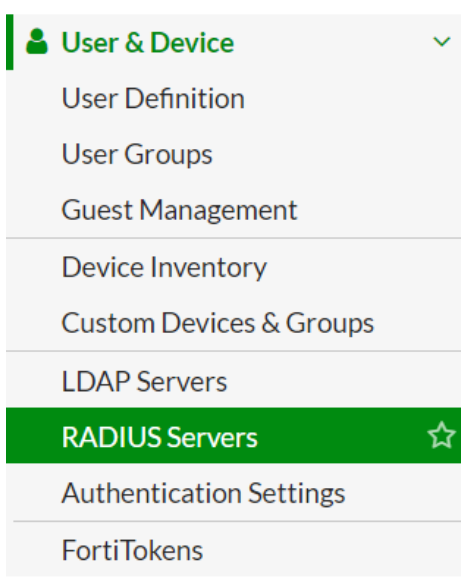 User & Device
User Definition
User Groups
Guest Management
Device Inventory
Custom Devices & Groups
LDAP Servers
RADIUS Servers
Authentication Settings
FortiTokens